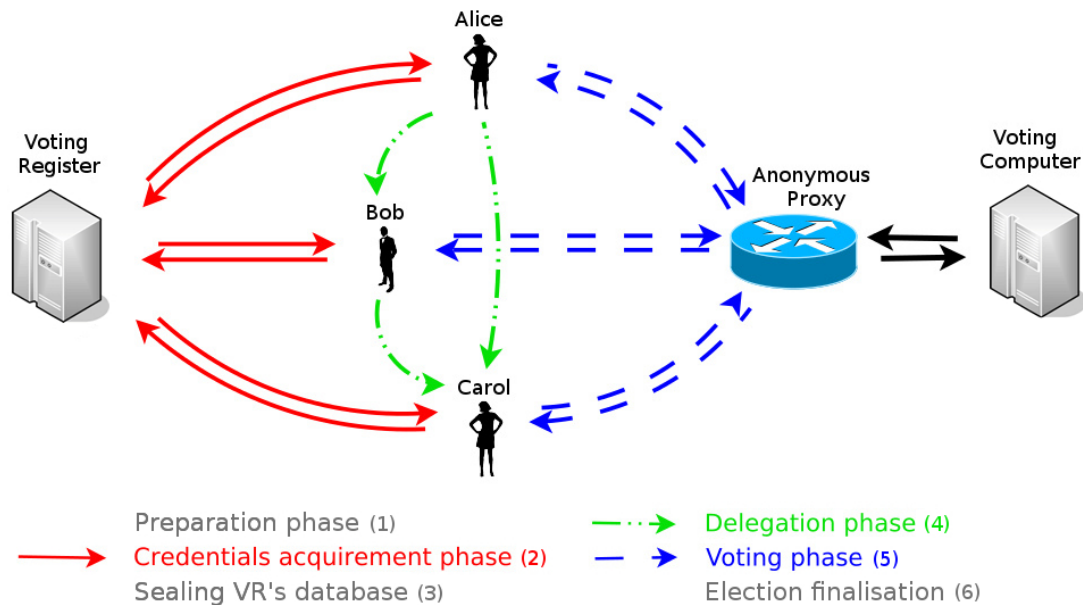 Alice
Voting
Register
Voting
Computer
Anonymous
Proxy
Bob
Carol
Preparation phase (1)
Delegation phase (4)
Credentials acquirement phase (2)
Voting phase (5)
Sealing VR's database (3)
Election finalisation (6)